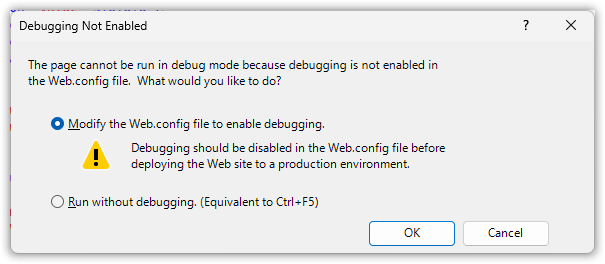 Debugging Not Enabled ?
The page cannot be run in debug mode because debugging is not enabled in
the Web.config file.  What would you like to do?
Modify the Web.config file to enable debugging.
Debugging should be disabled in the Web.config file before
deploying the Web site to a production environment.
Run without debugging. (Equivalent to Ctrl+F5)
OK Cancel